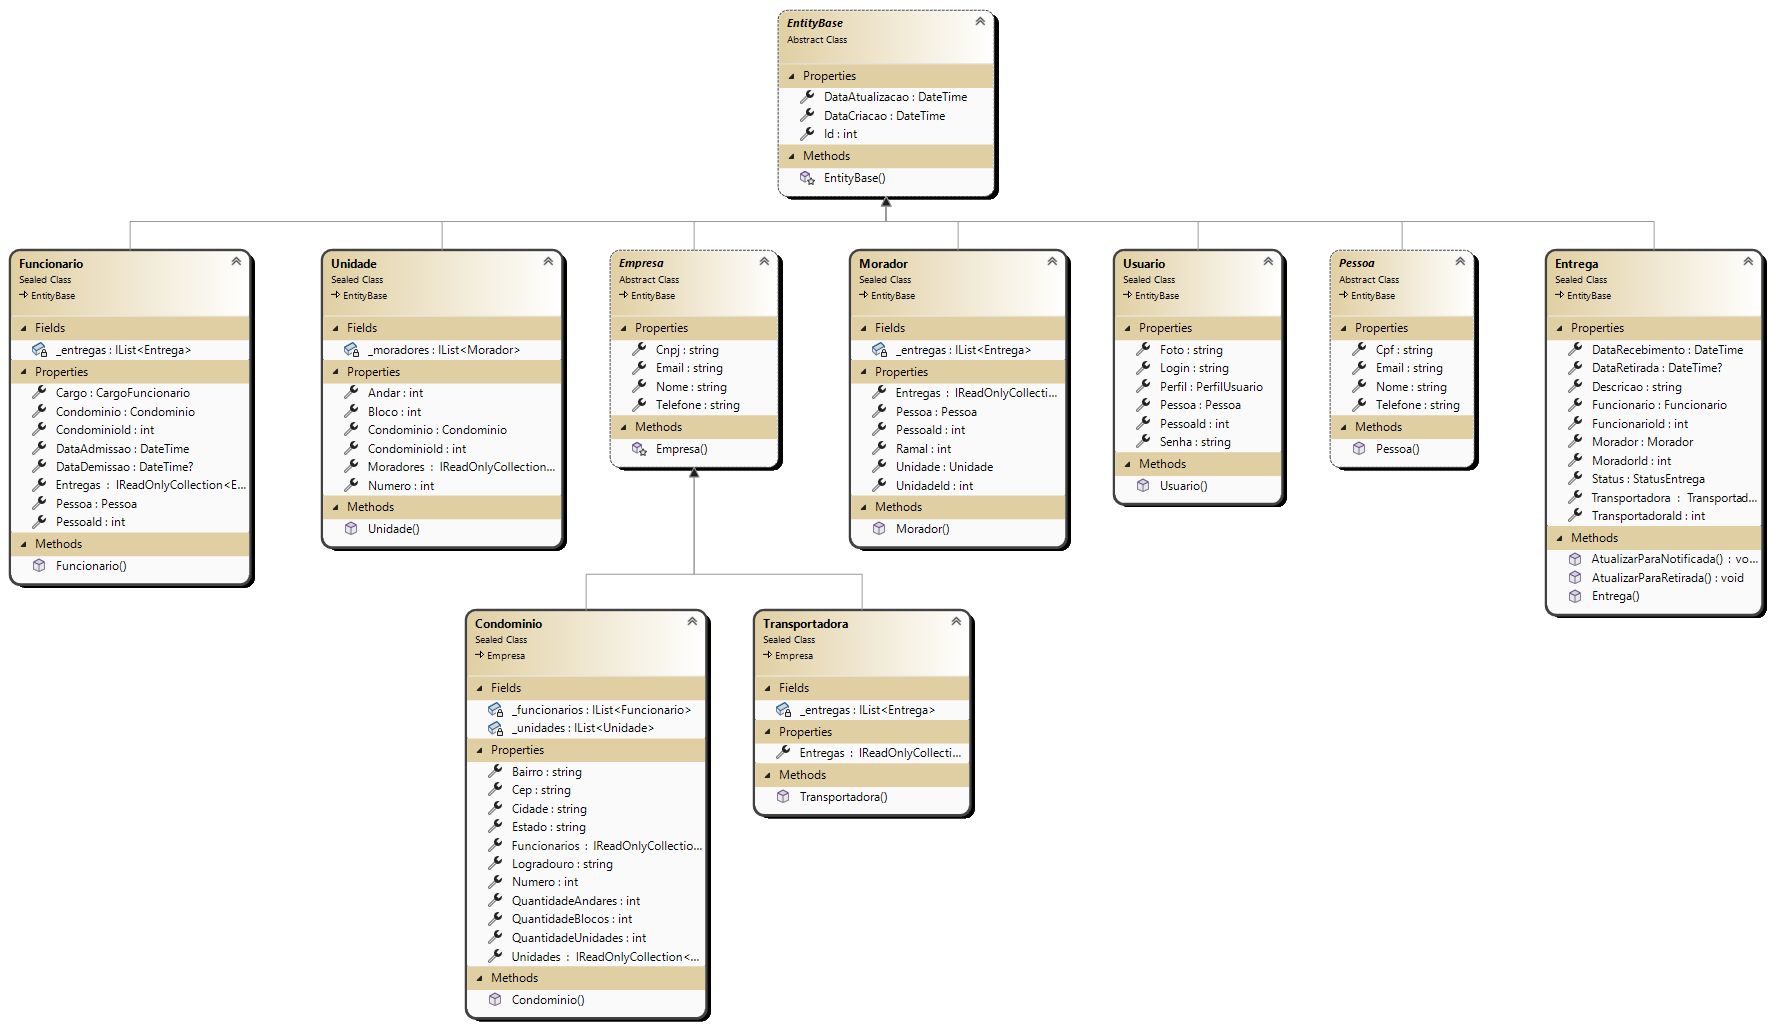 EntityBase
Abstract Class
Properties
DataAtualizacao : DateTime
DataCriacao : DateTime
Id : int
Methods
EntityBase()
Funcionario
Sealed Class
EntityBase
Fields
_entregas : IList<Entrega>
Properties
Cargo : CargoFuncionario
Condominio : Condominio
CondominioId : int
DataAdmissao : DateTime
DataDemissao : DateTime?
Entregas : IReadOnlyCollection<E...
Pessoa : Pessoa
PessoaId : int
Methods
Funcionario()
Unidade
Sealed Class
EntityBase
Fields
_moradores : IList<Morador>
Properties
Andar : int
Bloco : int
Condominio : Condominio
CondominioId : int
Moradores : IReadOnlyCollection...
Numero : int
Methods
Unidade()
Empresa
Abstract Class
EntityBase
Properties
Cnpj : string
Email : string
Nome : string
Telefone : string
Methods
Empresa()
Morador
Sealed Class
EntityBase
Fields
_entregas : IList<Entrega>
Properties
Entregas : IReadOnlyCollecti...
Pessoa : Pessoa
PessoaId : int
Ramal : int
Unidade : Unidade
UnidadeId : int
Methods
Morador()
Usuario
Sealed Class
EntityBase
Properties
Foto : string
Login : string
Perfil : PerfilUsuario
Pessoa : Pessoa
PessoaId : int
Senha : string
Methods
Usuario()
Pessoa
Abstract Class
EntityBase
Properties
Cpf : string
Email : string
Nome : string
Telefone : string
Methods
Pessoa()
Entrega
Sealed Class
EntityBase
Properties
DataRecebimento : DateTime
DataRetirada : DateTime?
Descricao : string
Funcionario : Funcionario
FuncionarioId : int
Morador : Morador
MoradorId : int
Status : StatusEntrega
Transportadora : Transportad...
TransportadoraId : int
Methods
AtualizarParaNotificada() : vo...
AtualizarParaRetirada() : void
Entrega()
Condominio
Sealed Class
Empresa
Fields
_funcionarios : IList<Funcionario>
_unidades : IList<Unidade>
Properties
Bairro : string
Cep : string
Cidade : string
Estado : string
Funcionarios : IReadOnlyCollectio...
Logradouro : string
Numero : int
QuantidadeAndares : int
QuantidadeBlocos : int
QuantidadeUnidades : int
Unidades : IReadOnlyCollection<...
Methods
Condominio()
Transportadora
Sealed Class
Empresa
Fields
_entregas : IList<Entrega>
Properties
Entregas : IReadOnlyCollecti...
Methods
Transportadora()